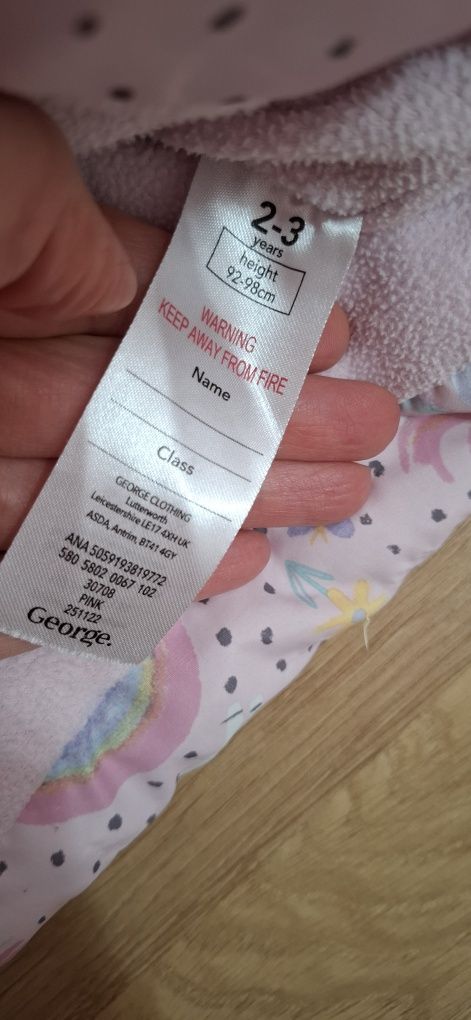 2-3
years
height
92-98cm
WARNING
KEEP AWAY FROM FIRE
Name
Class
GEORGE CLOTHING
Lutterworth
Leicestershire LE17 4XH UK
ASDA, Antrim, BT41 4GY
ANA 5059193819772
580 5802 0067 102
30708
PINK
251122
George.